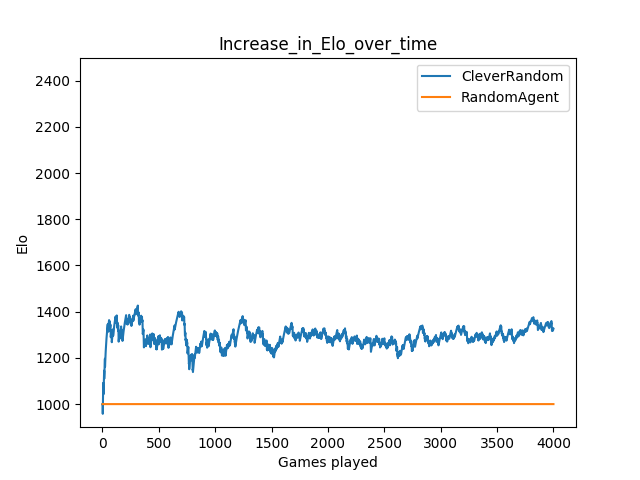 Increase_in_Elo_over_time
CleverRandom
RandomAgent
2400
2200
2000
1800
1600
1400
1200
1000
Elo
0 500 1000 1500 2000 2500 3000 3500 4000
Games played